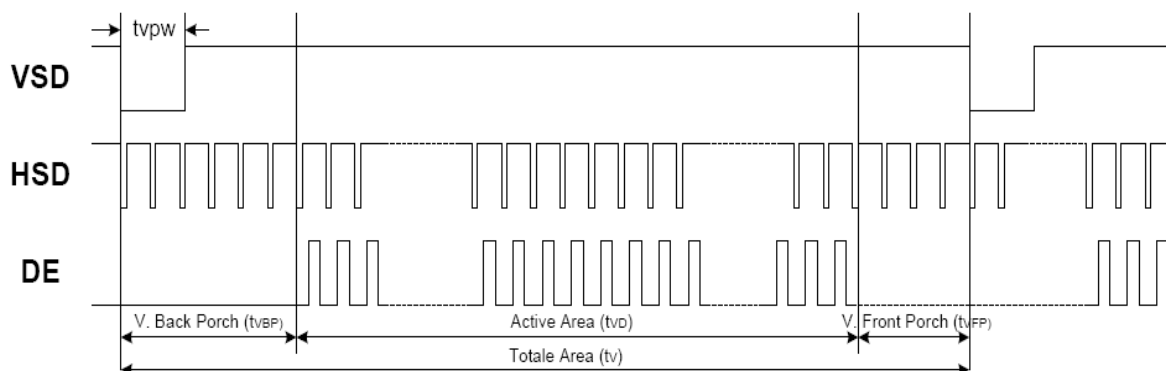 tvpw
VSD
HSD
DE
V. Back Porch (tVBP)
Active Area (tVD)
V. Front Porch (tVFP)
Totale Area (tV)